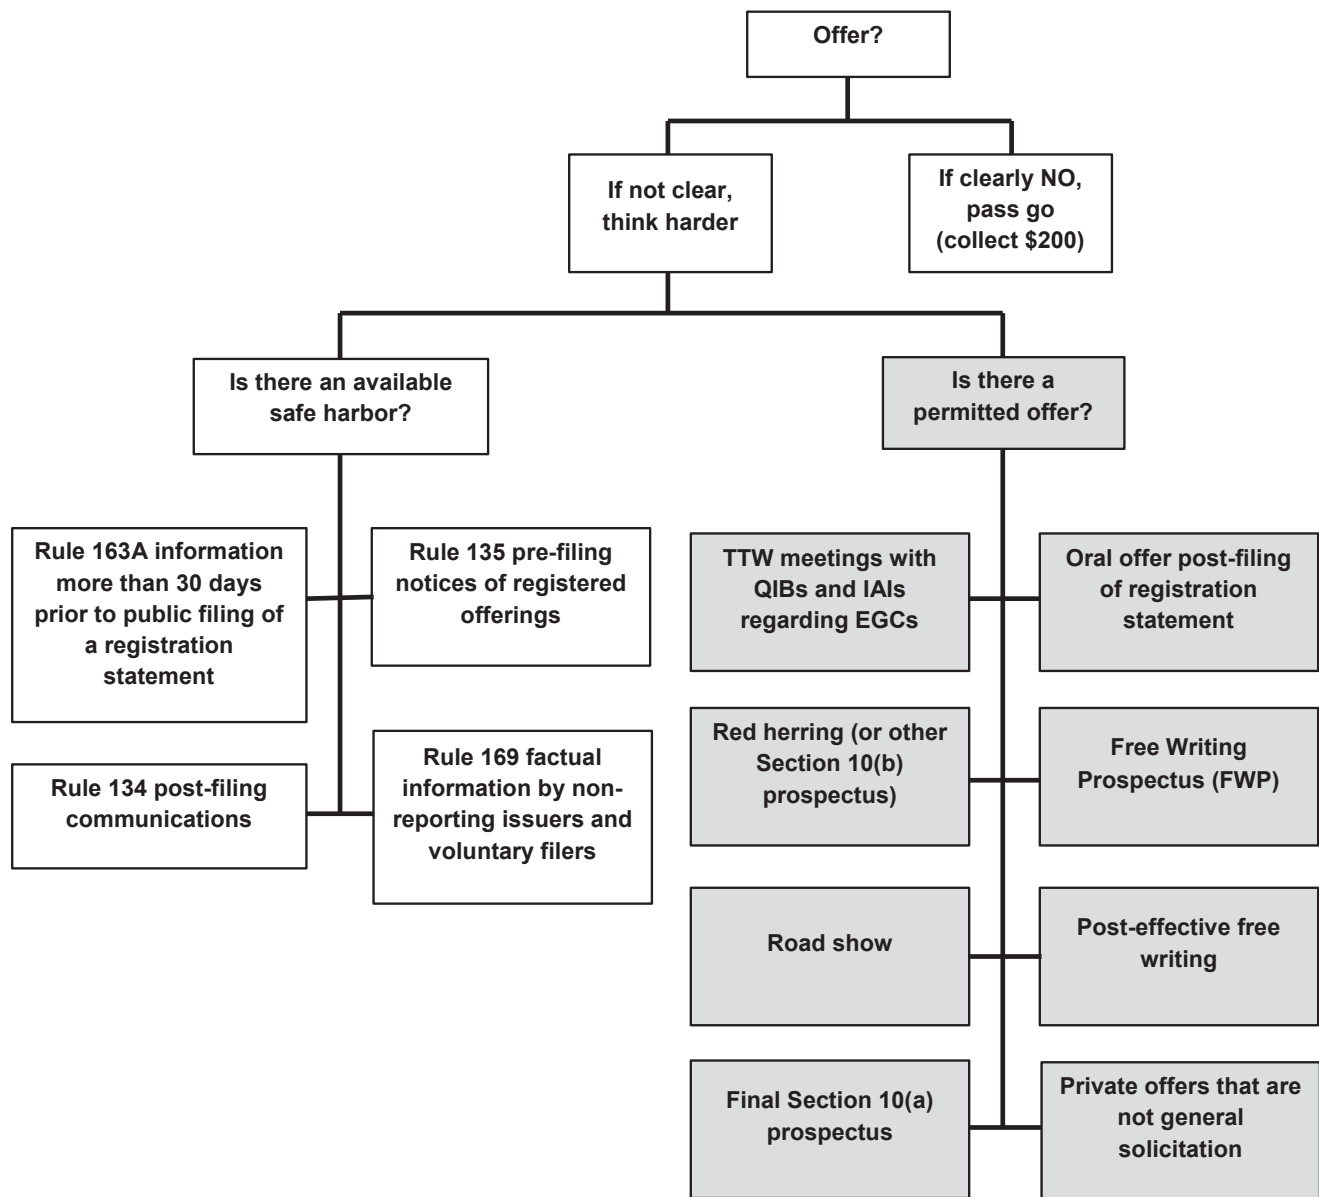 Offer?
If not clear,
think harder
If clearly NO,
pass go
(collect $200)
Is there an available
safe harbor?
Is there a
permitted offer?
Rule 163A information
more than 30 days
prior to public filing of
a registration
statement
Rule 135 pre-filing
notices of registered
offerings
Rule 134 post-filing
communications
Rule 169 factual
information by non-
reporting issuers and
voluntary filers
TTW meetings with
QIBs and IAIs
regarding EGCs
Oral offer post-filing
of registration
statement
Red herring (or other
Section 10(b)
prospectus)
Free Writing
Prospectus (FWP)
Road show
Post-effective free
writing
Final Section 10(a)
prospectus
Private offers that are
not general
solicitation